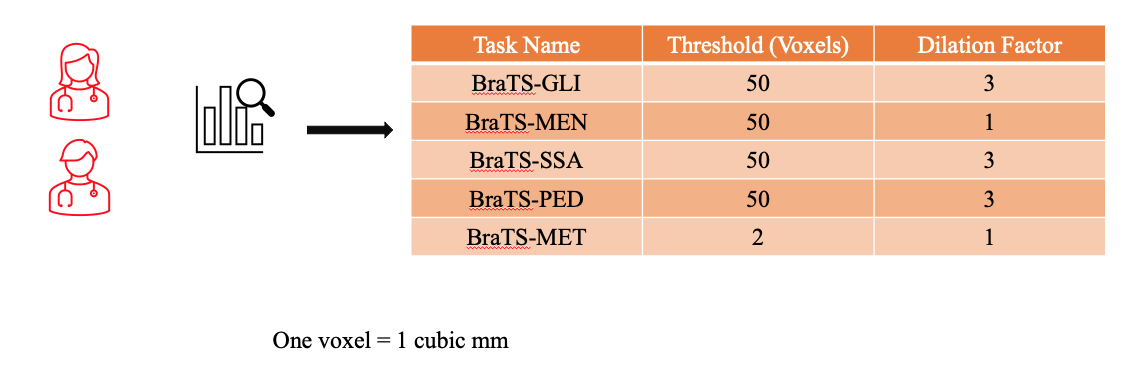 Task Name Threshold (Voxels) Dilation Factor
BraTS-GLI 50 3
BraTS-MEN 50 1
BraTS-SSA 50 3
BraTS-PED 50 3
BraTS-MET 2 1
One voxel = 1 cubic mm